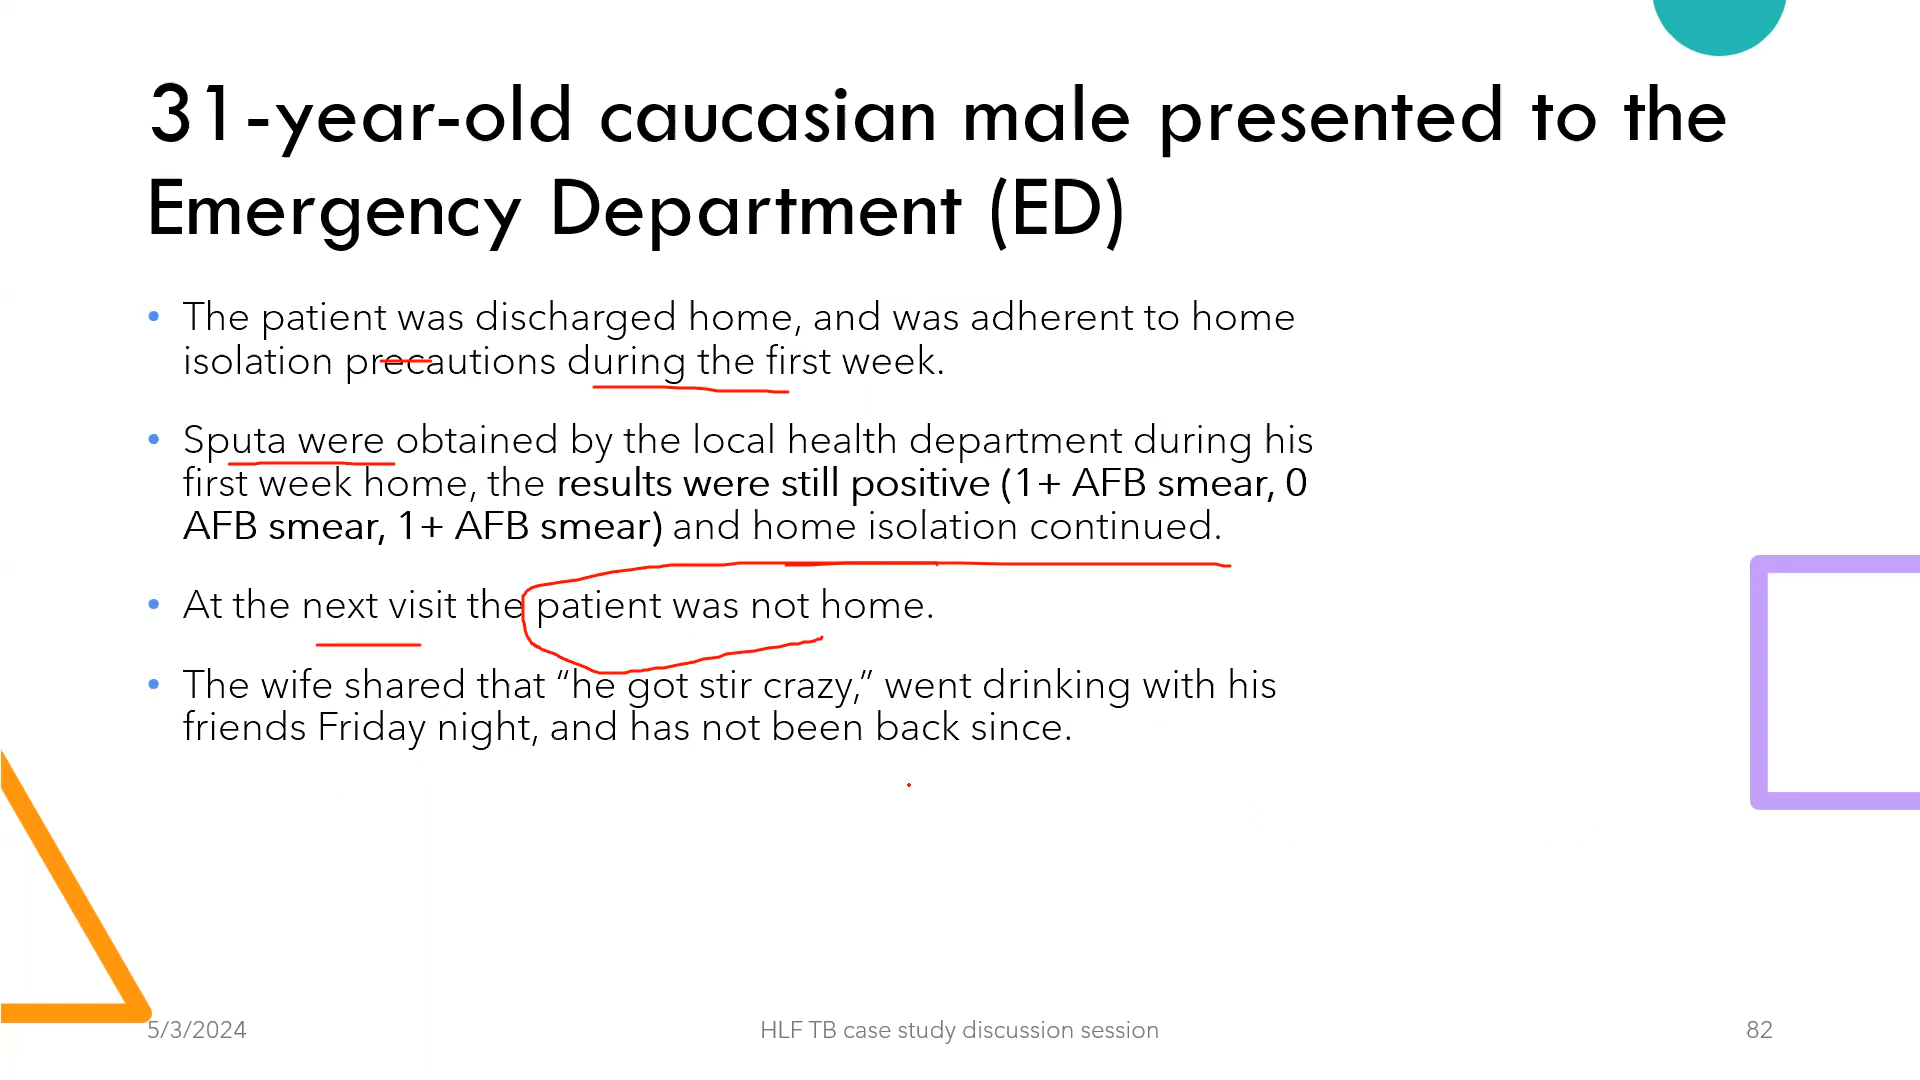 31-year-old caucasian male presented to the
Emergency Department (ED)
• The patient was discharged home, and was adherent to home
isolation precautions during the first week.
• Sputa were obtained by the local health department during his
first week home, the results were still positive (1+ AFB smear, 0
AFB smear, 1+ AFB smear) and home isolation continued.
• At the next visit the patient was not home.
• The wife shared that “he got stir crazy,” went drinking with his
friends Friday night, and has not been back since.
5/3/2024
HLF TB case study discussion session
82